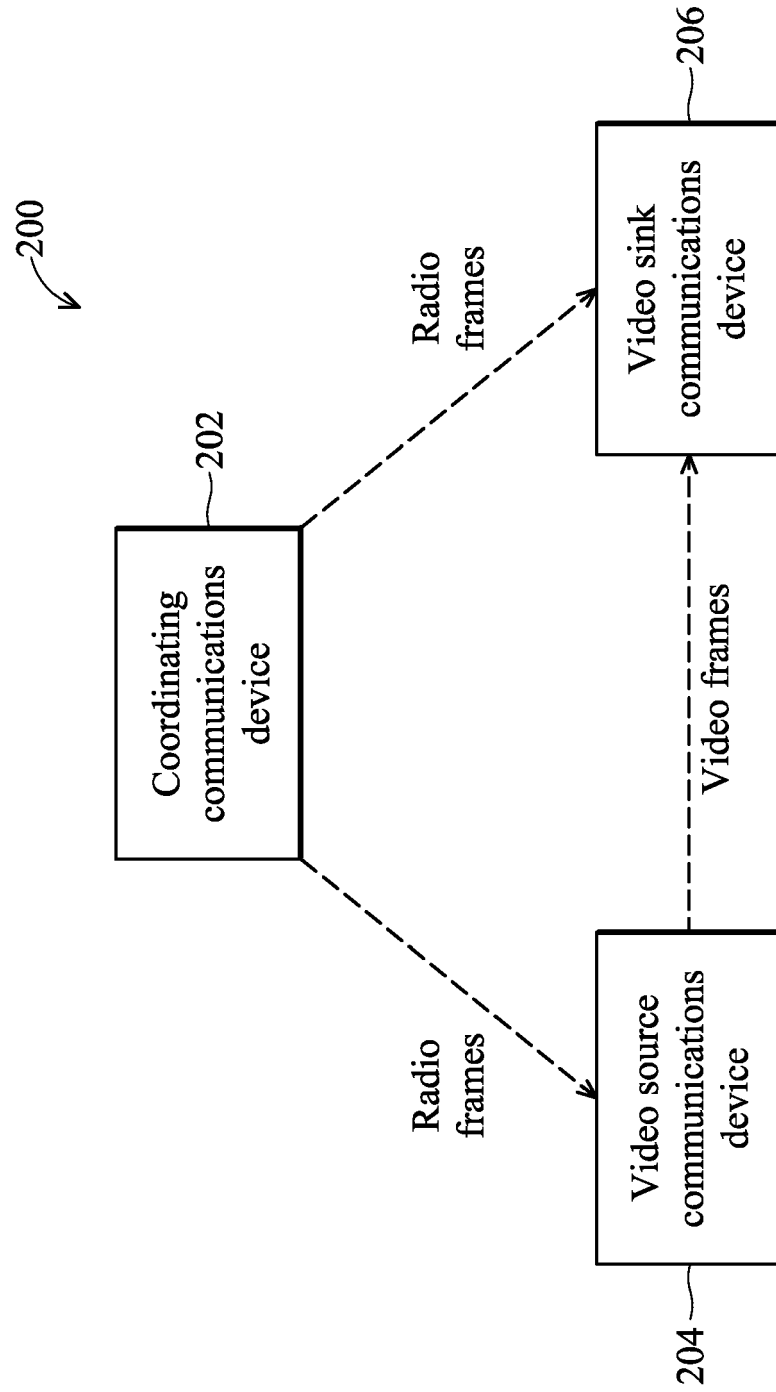 200
Coordinating
communications
device
202
Radio
frames
Radio
frames
Video source
communications
device
204
Video frames
Video sink
communications
device
206